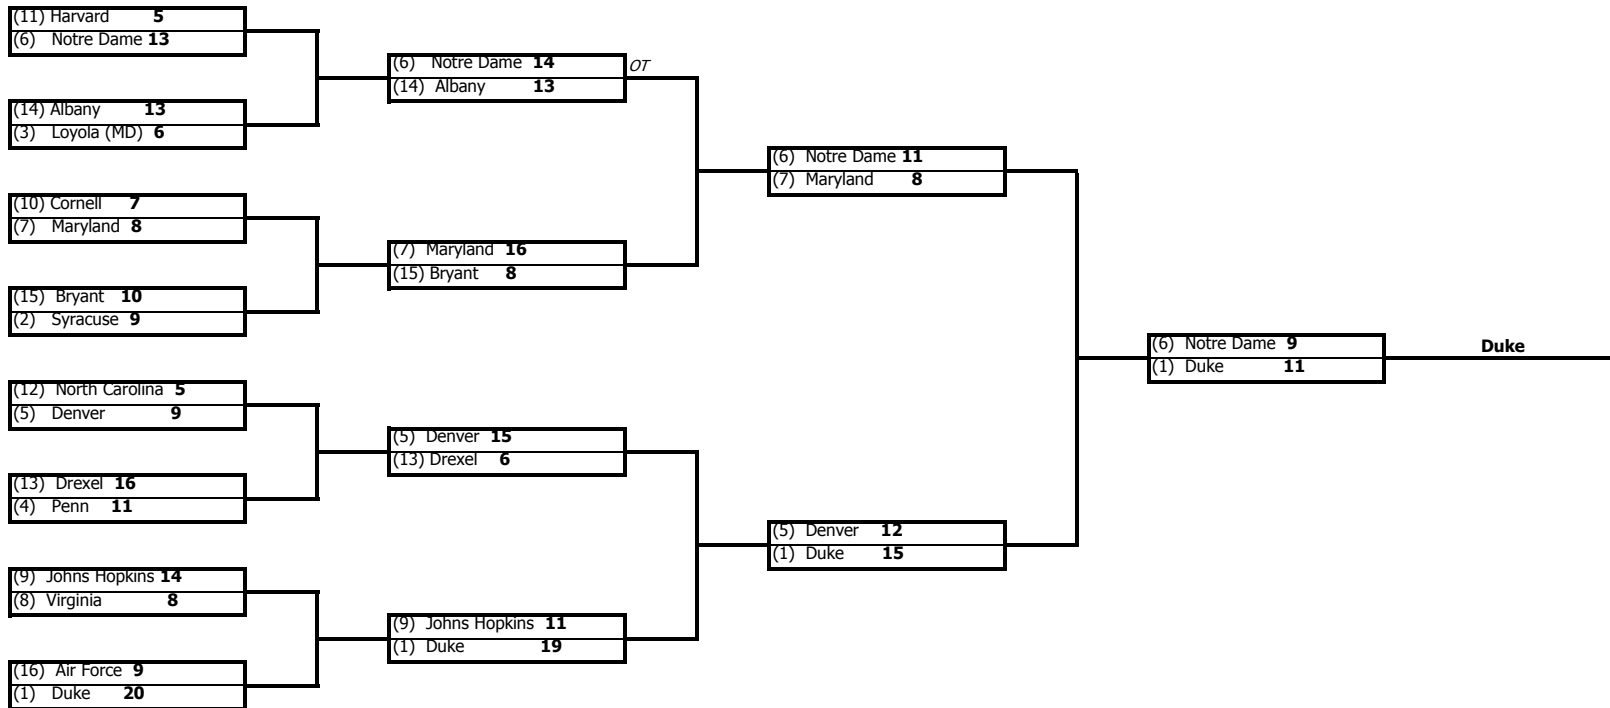 (11) Harvard 5
(6) Notre Dame 13
(14) Albany 13
(3) Loyola (MD) 6
(10) Cornell 7
(7) Maryland 8
(15) Bryant 10
(2) Syracuse 9
(12) North Carolina 5
(5) Denver 9
(13) Drexel 16
(4) Penn 11
(9) Johns Hopkins 14
(8) Virginia 8
(16) Air Force 9
(1) Duke 20
(6) Notre Dame 14 OT
(14) Albany 13
(7) Maryland 16
(15) Bryant 8
(5) Denver 15
(13) Drexel 6
(9) Johns Hopkins 11
(1) Duke 19
(6) Notre Dame 11
(7) Maryland 8
(5) Denver 12
(1) Duke 15
(6) Notre Dame 9
(1) Duke 11
Duke